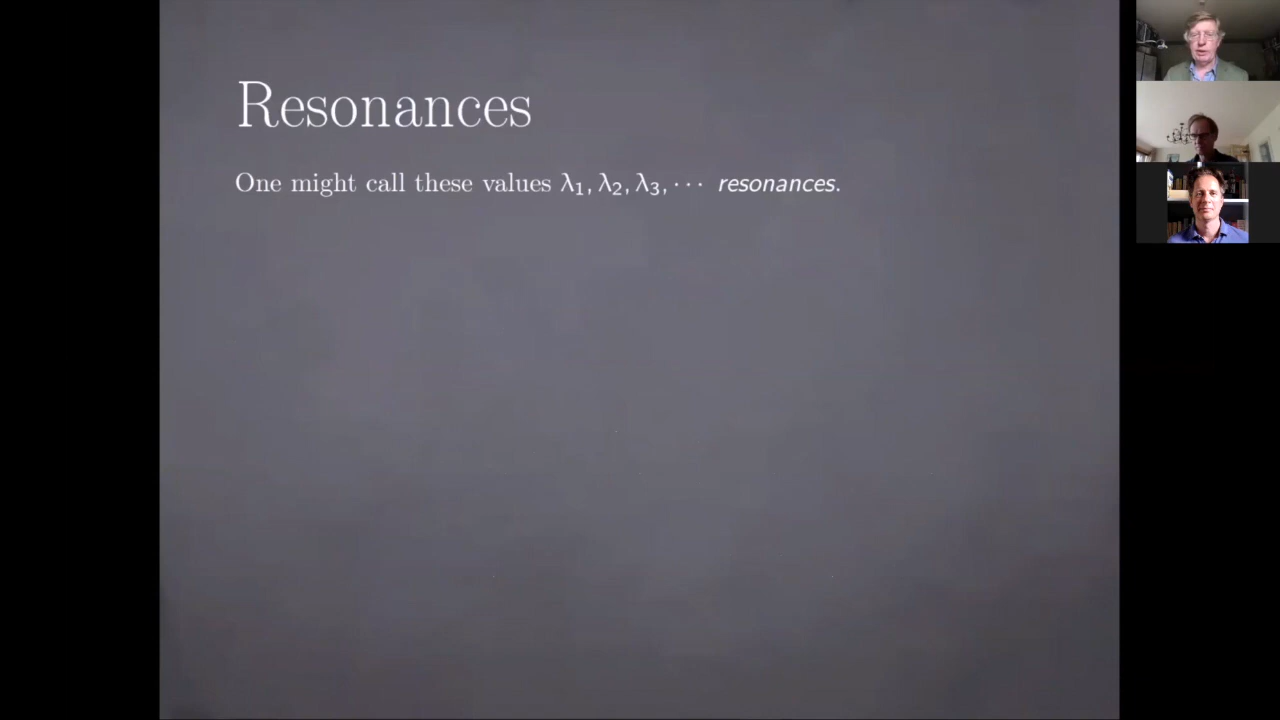 Resonances
One might call these values λ₁, λ₂, λ₃, ⋯ resonances.